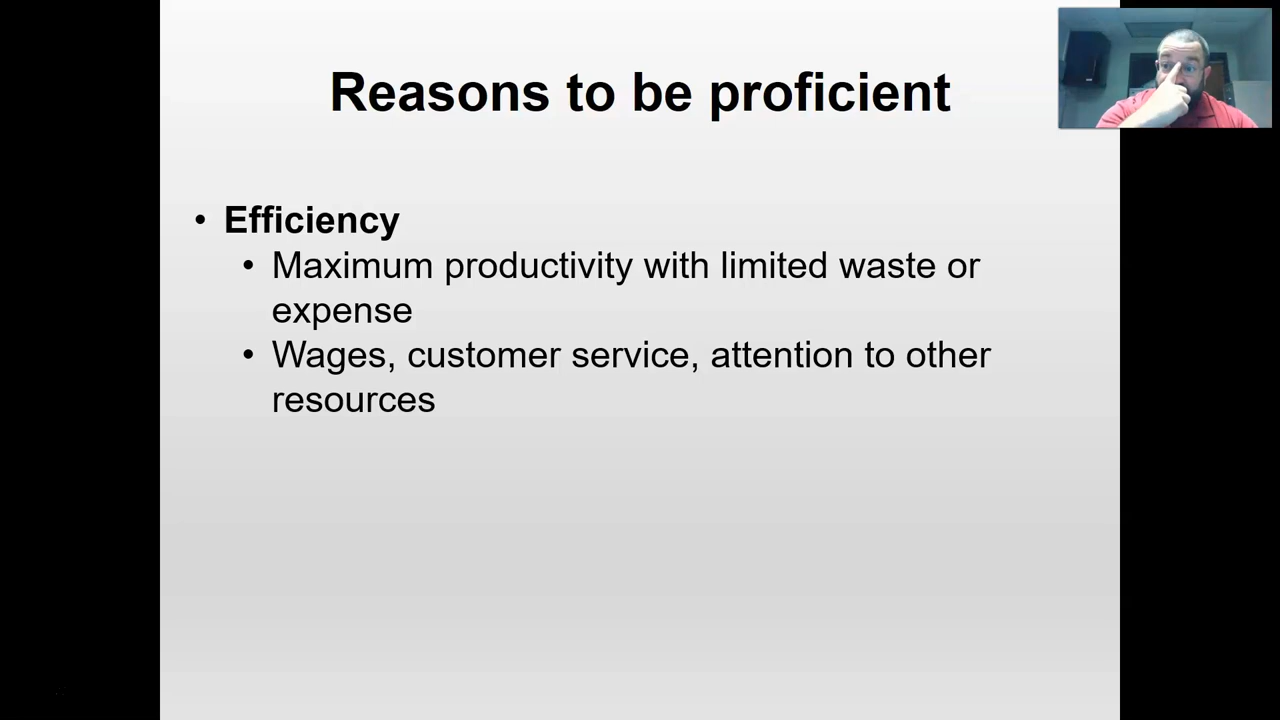 Reasons to be proficient
• Efficiency
• Maximum productivity with limited waste or
expense
• Wages, customer service, attention to other
resources